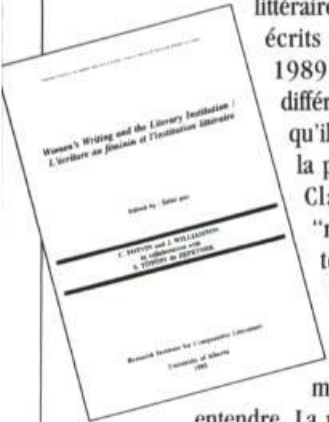 littéraire
écrits
1989
différ
qu'il
la p
Cla
"r
te
m
entendre. La
Women's Writing and the Literary Institution /
L'écriture au féminin et l'institution littéraire
Edited by / Édité par
C. POTVIN and J. WILLIAMSON
in collaboration with
S. TÖTÖSY de ZEPETNEK
Research Institute for Comparative Literature
University of Alberta
1992